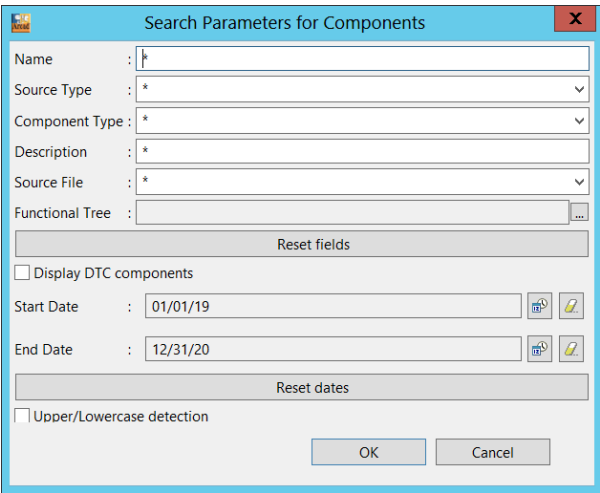 Search Parameters for Components
Name : *
Source Type : *
Component Type : *
Description : *
Source File : *
Functional Tree : ...
Reset fields
Display DTC components
Start Date : 01/01/19
End Date : 12/31/20
Reset dates
Upper/Lowercase detection
OK Cancel